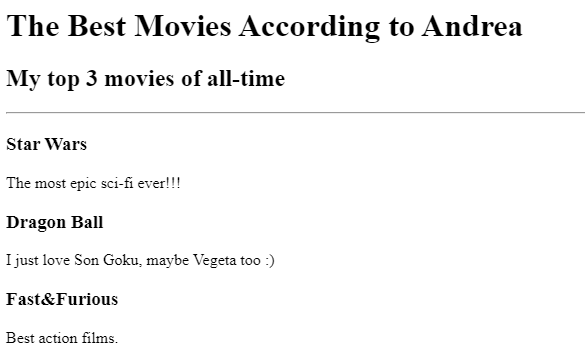 The Best Movies According to Andrea
My top 3 movies of all-time
Star Wars
The most epic sci-fi ever!!!
Dragon Ball
I just love Son Goku, maybe Vegeta too :)
Fast&Furious
Best action films.